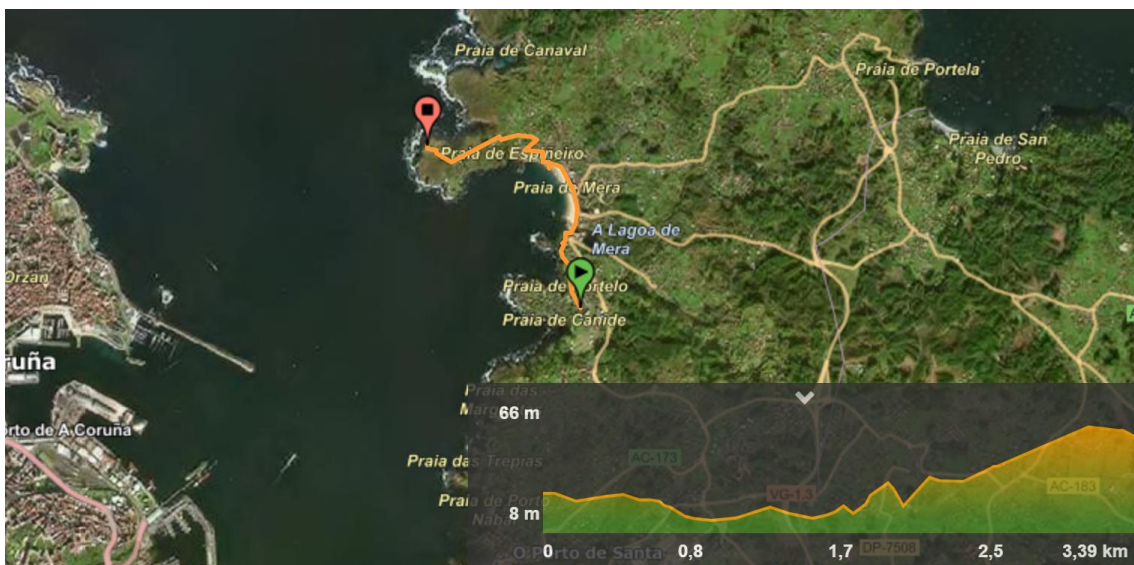 Praia de Canaval
Praia de Portela
Praia de San
Pedro
Praia de Espiñeiro
Praia de Mera
A Lagoa de
Mera
Orzan
Praia de Portelo
Praia de Canide
ruña
Praia das
orto de A Coruña
66 m
Praia das Trepias
AC-173
Praia de Porto
VG-1.3
AC-183
8 m
O Porto de Santa
DP-7508
0
0,8
1,7
2,5
3,39 km